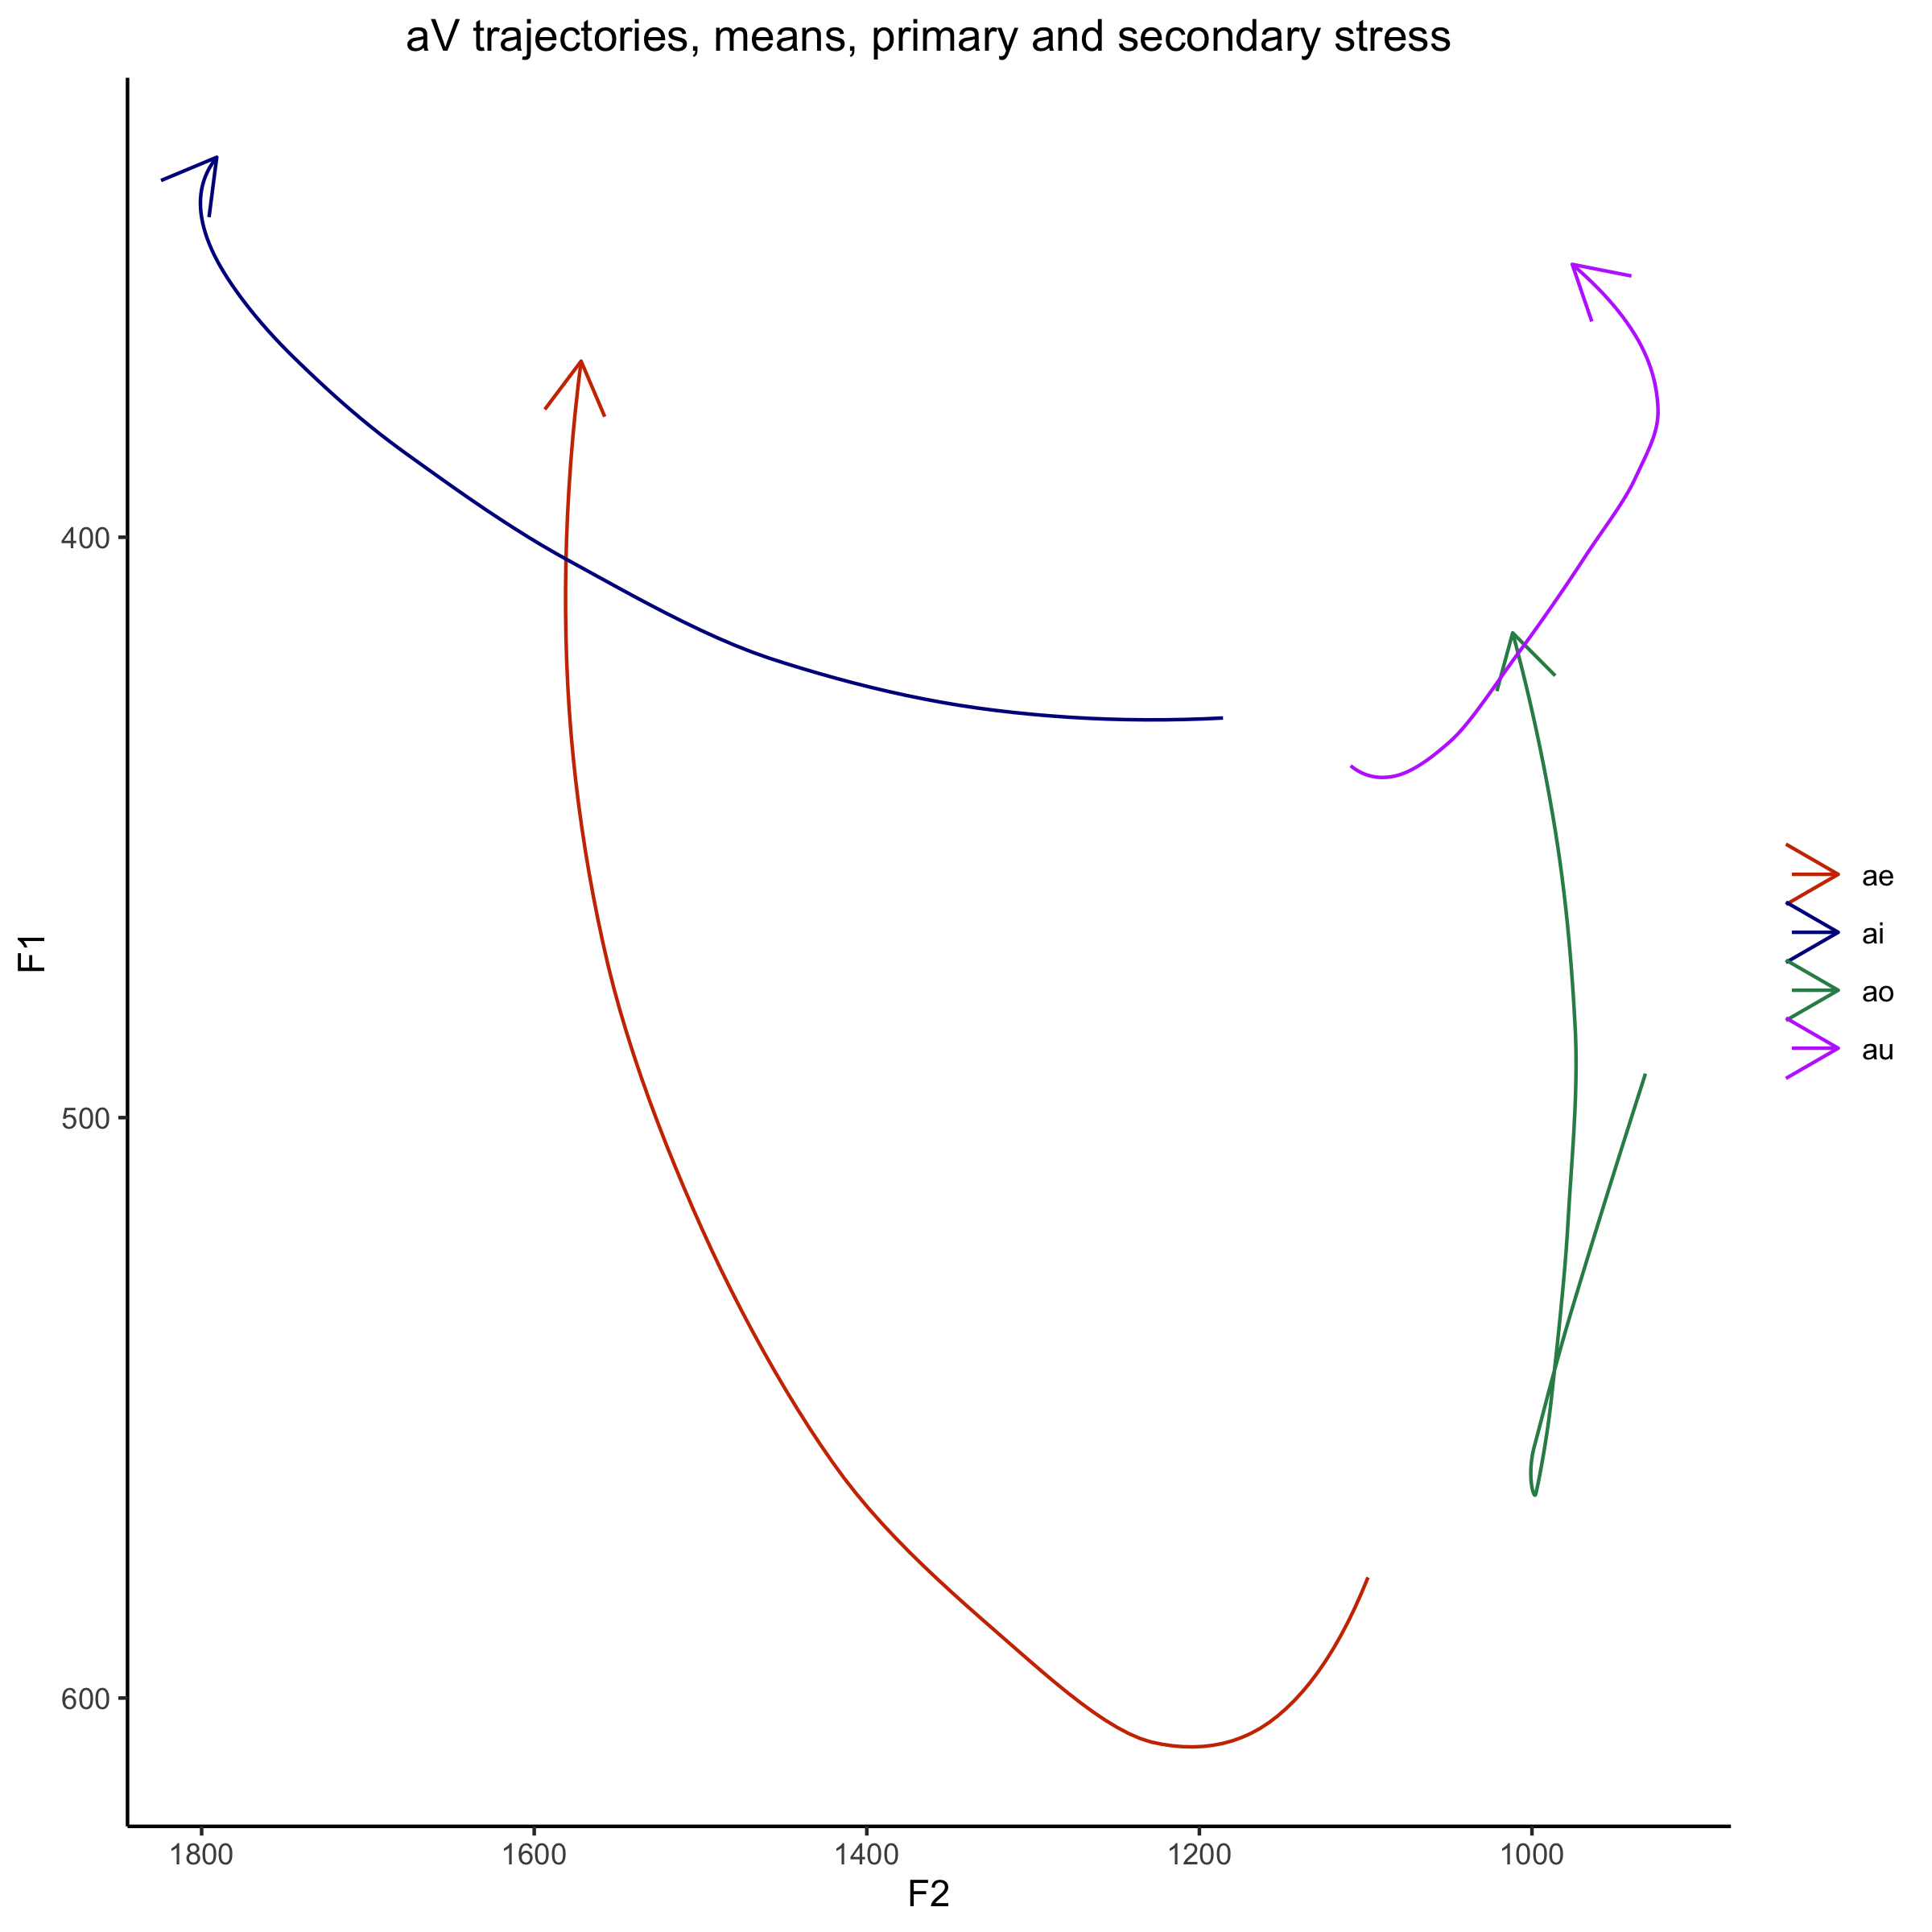 aV trajectories, means, primary and secondary stress
F1
400
500
600
1800
1600
1400
1200
1000
F2
ae
ai
ao
au